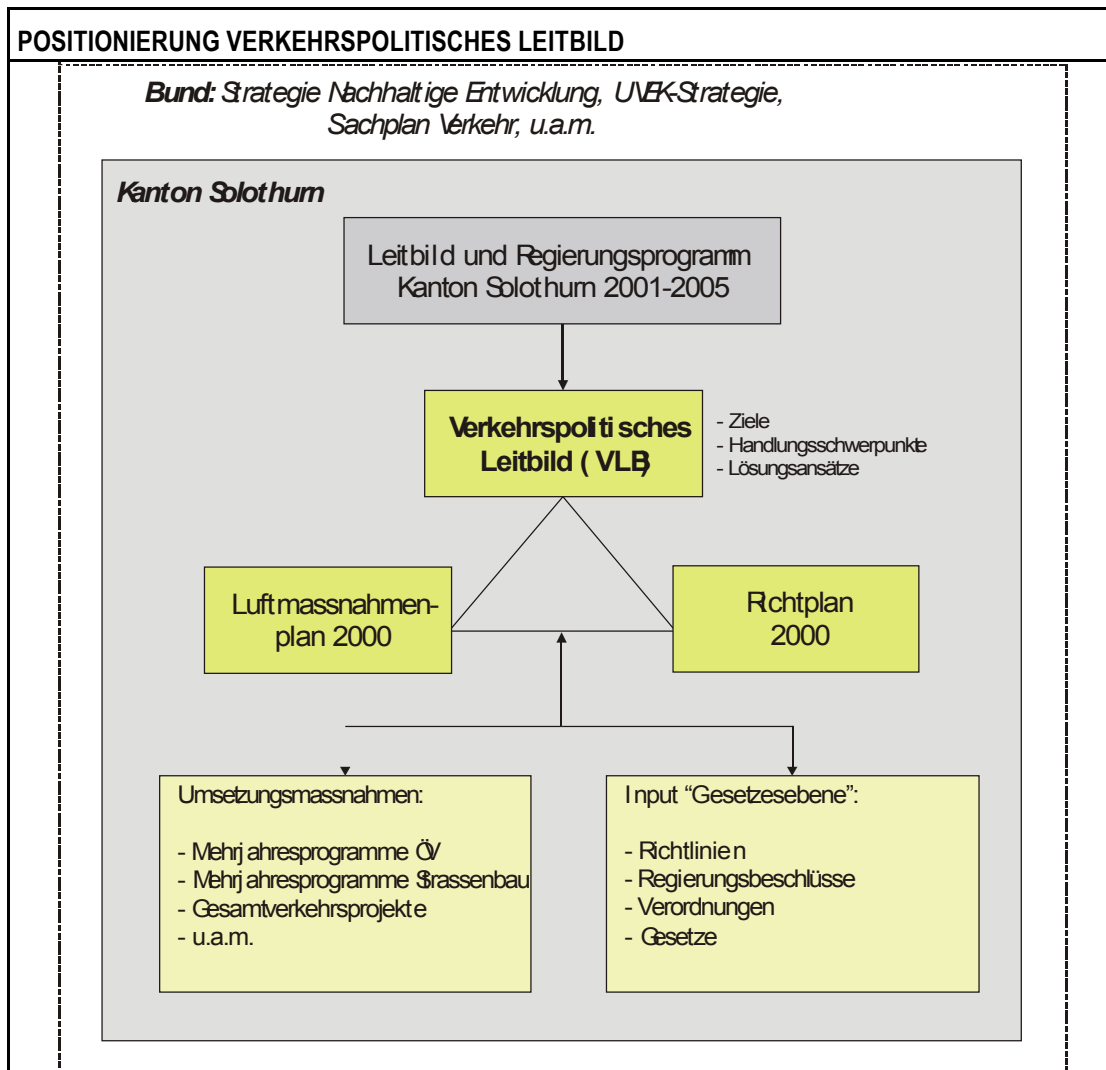 POSITIONIERUNG VERKEHRSPOLITISCHES LEITBILD
Bund: Strategie Nachhaltige Entwicklung, UVEK-Strategie,
Sachplan Verkehr, u.a.m.
Kanton Solothurn
Leitbild und Regierungsprogramm
Kanton Solothurn 2001-2005
Verkehrspolitisches
Leitbild (VLB)
- Ziele
- Handlungsschwerpunkte
- Lösungsansätze
Luftmassnahmen-
plan 2000
Richtplan
2000
Umsetzungsmassnahmen:
- Mehrjahresprogramme ÖV
- Mehrjahresprogramme Strassenbau
- Gesamtverkehrsprojekte
- u.a.m.
Input “Gesetzesebene”:
- Richtlinien
- Regierungsbeschlüsse
- Verordnungen
- Gesetze